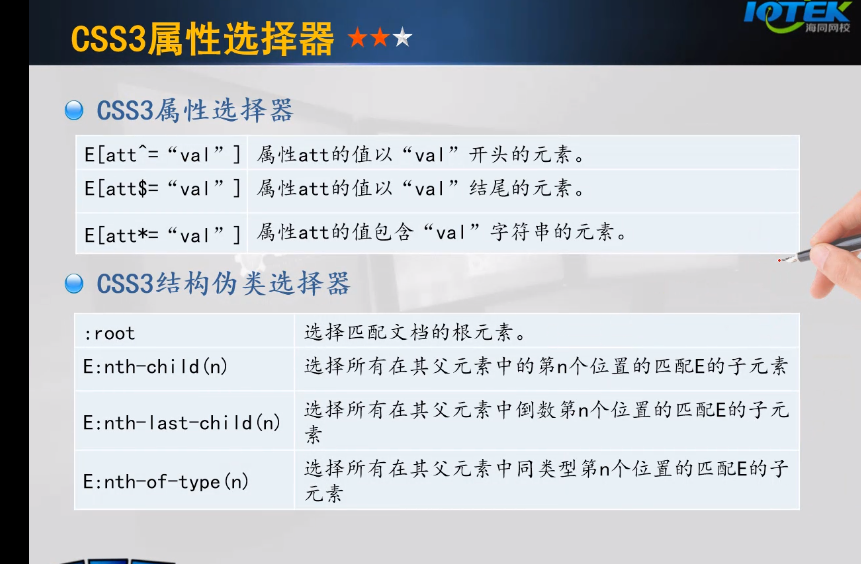 CSS3属性选择器
IOTEK
海同网校
CSS3属性选择器
E[att^=“val”] 属性att的值以“val”开头的元素。
E[att$=“val”] 属性att的值以“val”结尾的元素。
E[att*=“val”] 属性att的值包含“val”字符串的元素。
CSS3结构伪类选择器
:root 选择匹配文档的根元素。
E:nth-child(n) 选择所有在其父元素中的第n个位置的匹配E的子元素
E:nth-last-child(n) 选择所有在其父元素中倒数第n个位置的匹配E的子元
素
E:nth-of-type(n) 选择所有在其父元素中同类型第n个位置的匹配E的子
元素